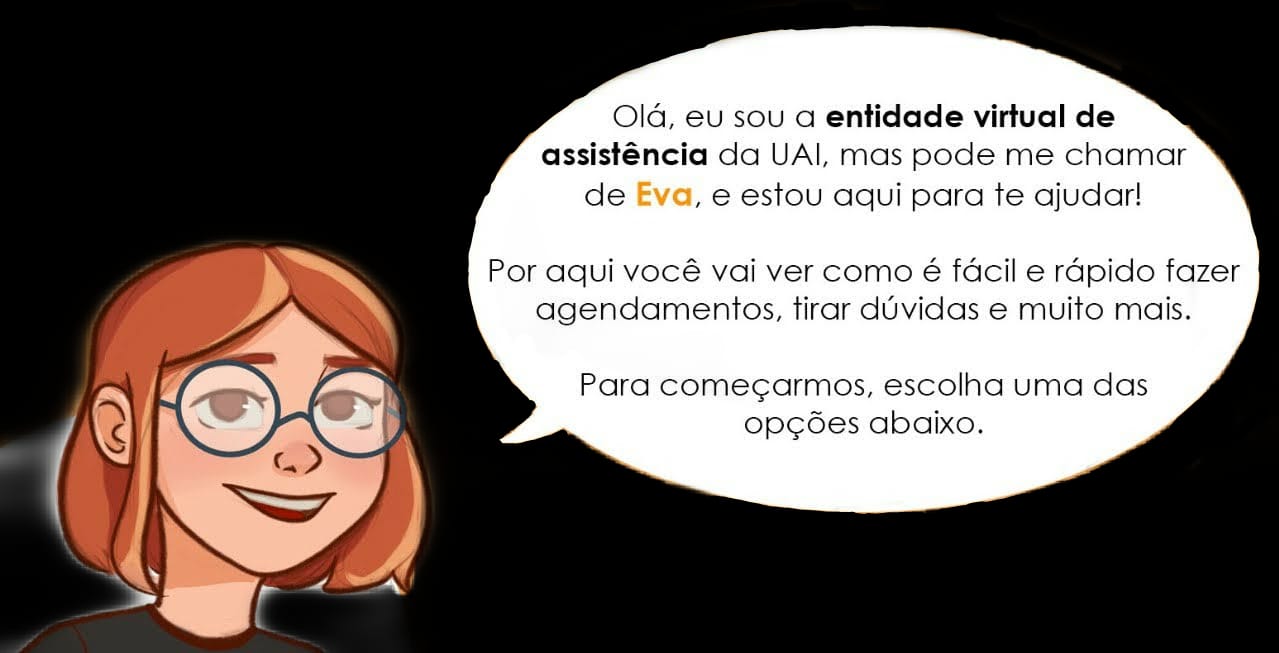 Olá, eu sou a entidade virtual de
assistência da UAI, mas pode me chamar
de Eva, e estou aqui para te ajudar!
Por aqui você vai ver como é fácil e rápido fazer
agendamentos, tirar dúvidas e muito mais.
Para começarmos, escolha uma das
opções abaixo.